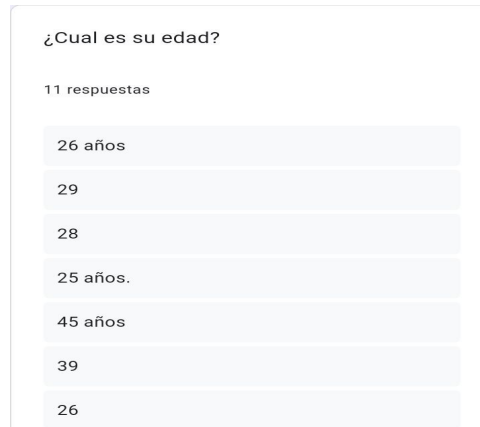 ¿Cual es su edad?
11 respuestas
26 años
29
28
25 años.
45 años
39
26